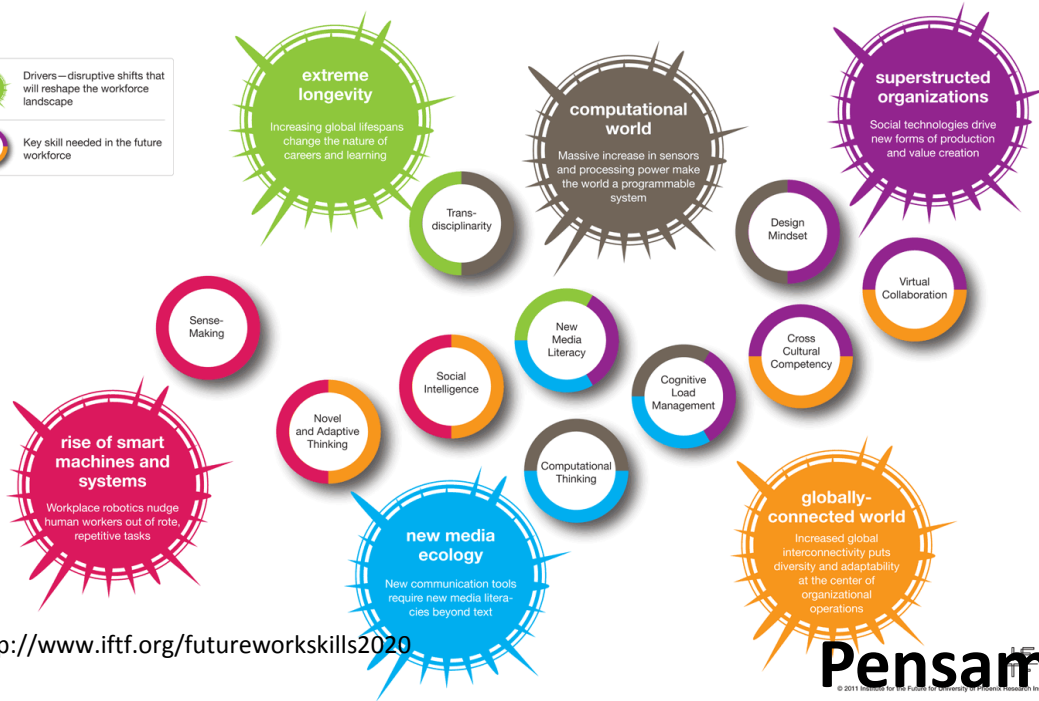 Drivers—disruptive shifts that
will reshape the workforce
landscape
Key skill needed in the future
workforce
extreme
longevity
Increasing global lifespans
change the nature of
careers and learning
computational
world
Massive increase in sensors
and processing power make
the world a programmable
system
superstructed
organizations
Social technologies drive
new forms of production
and value creation
Trans-
disciplinarity
Design
Mindset
Virtual
Collaboration
Sense-
Making
New
Media
Literacy
Cross
Cultural
Competency
Social
Intelligence
Cognitive
Load
Management
Novel
and Adaptive
Thinking
Computational
Thinking
rise of smart
machines and
systems
Workplace robotics nudge
human workers out of rote,
repetitive tasks
new media
ecology
New communication tools
require new media litera-
cies beyond text
globally-
connected world
Increased global
interconnectivity puts
diversity and adaptability
at the center of
organizational
operations
p://www.iftf.org/futureworkskills2020
Pensam
© 2011 Institute for the Future for University of Phoenix Research In